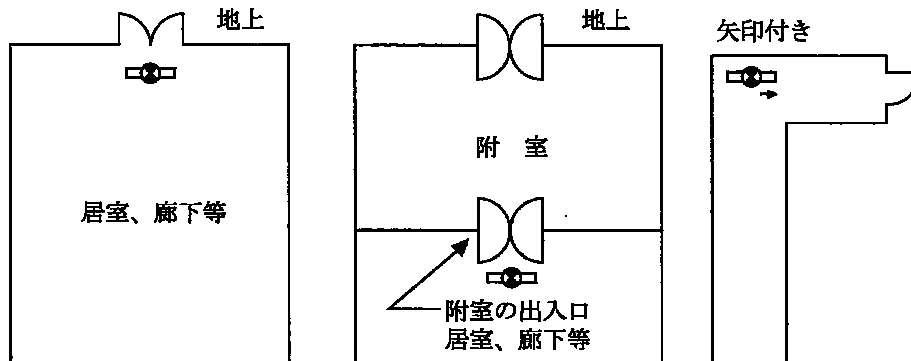 地上
居室、廊下等
地上
附 室
附室の出入口
居室、廊下等
矢印付き